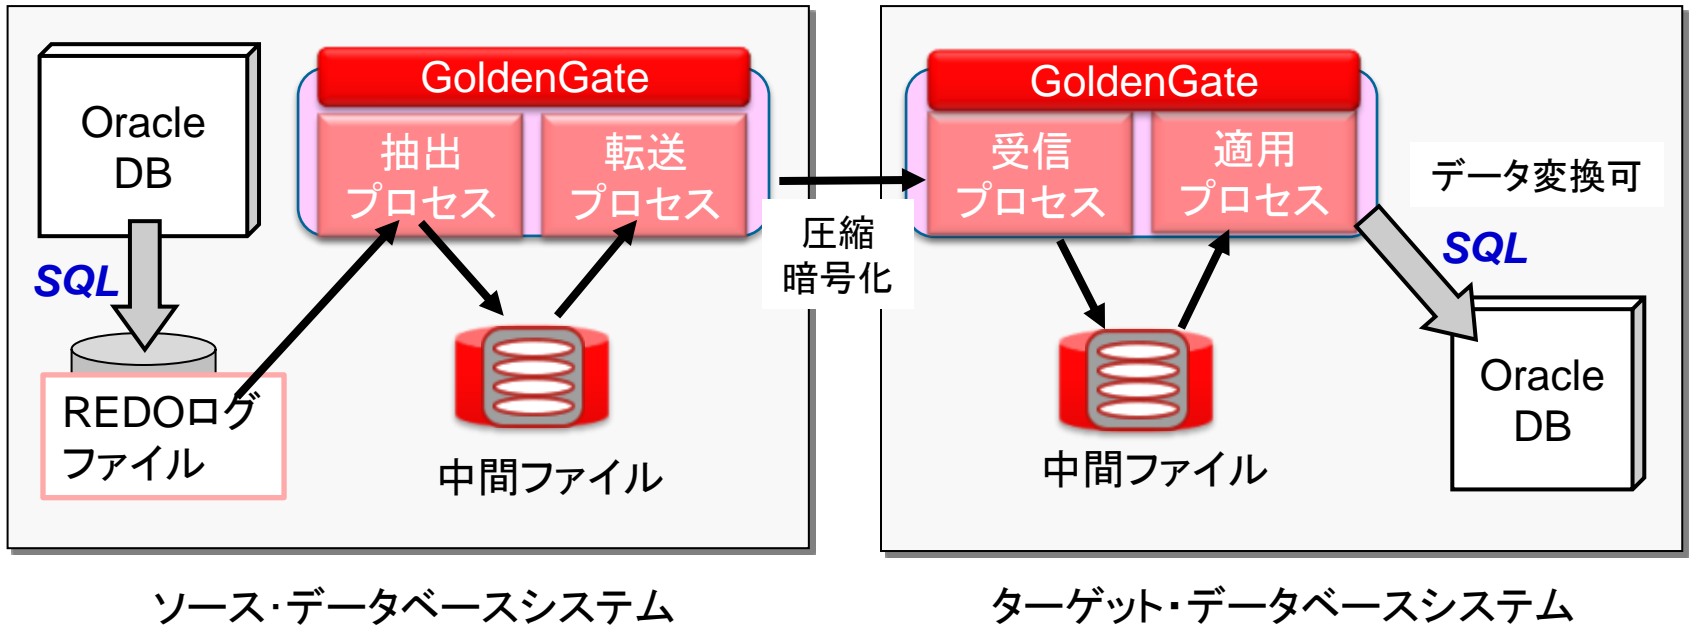 Oracle
DB
SQL
REDOログ
ファイル
GoldenGate
抽出
プロセス
転送
プロセス
中間ファイル
圧縮
暗号化
GoldenGate
受信
プロセス
適用
プロセス
中間ファイル
データ変換可
SQL
Oracle
DB
ソース・データベースシステム
ターゲット・データベースシステム